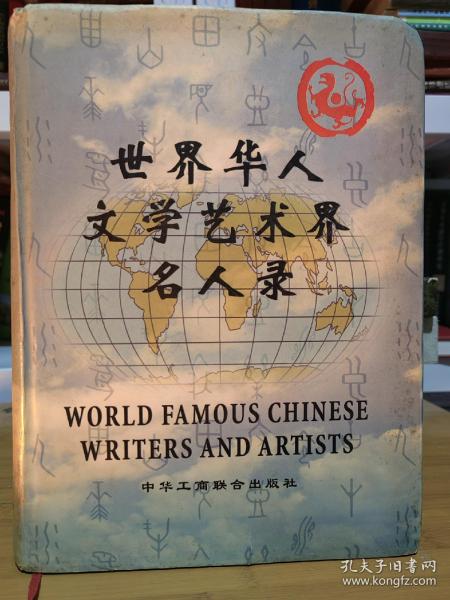 世界华人
文学艺术界
名人录
WORLD FAMOUS CHINESE
WRITERS AND ARTISTS
中华工商联合出版社
孔夫子旧书网
www.kongfz.com